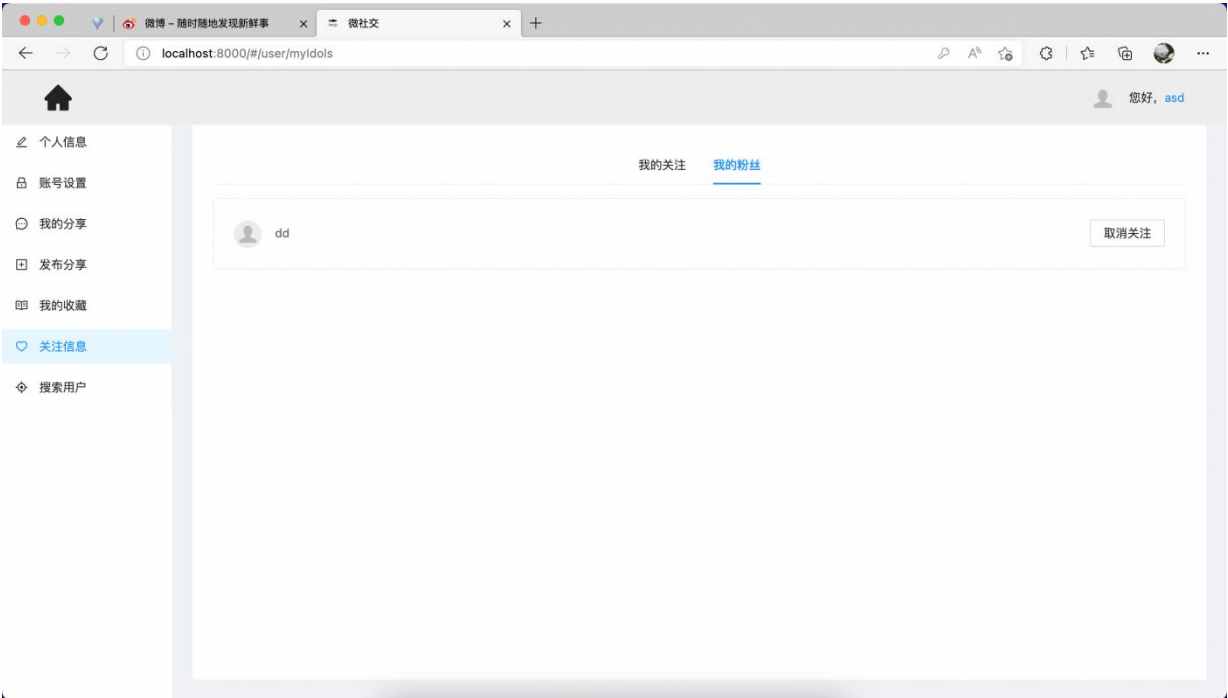 微博 – 随时随地发现新鲜事
微社交
localhost:8000/#/user/myIdols
您好，asd
个人信息
账号设置
我的分享
发布分享
我的收藏
关注信息
搜索用户
我的关注 我的粉丝
dd 取消关注